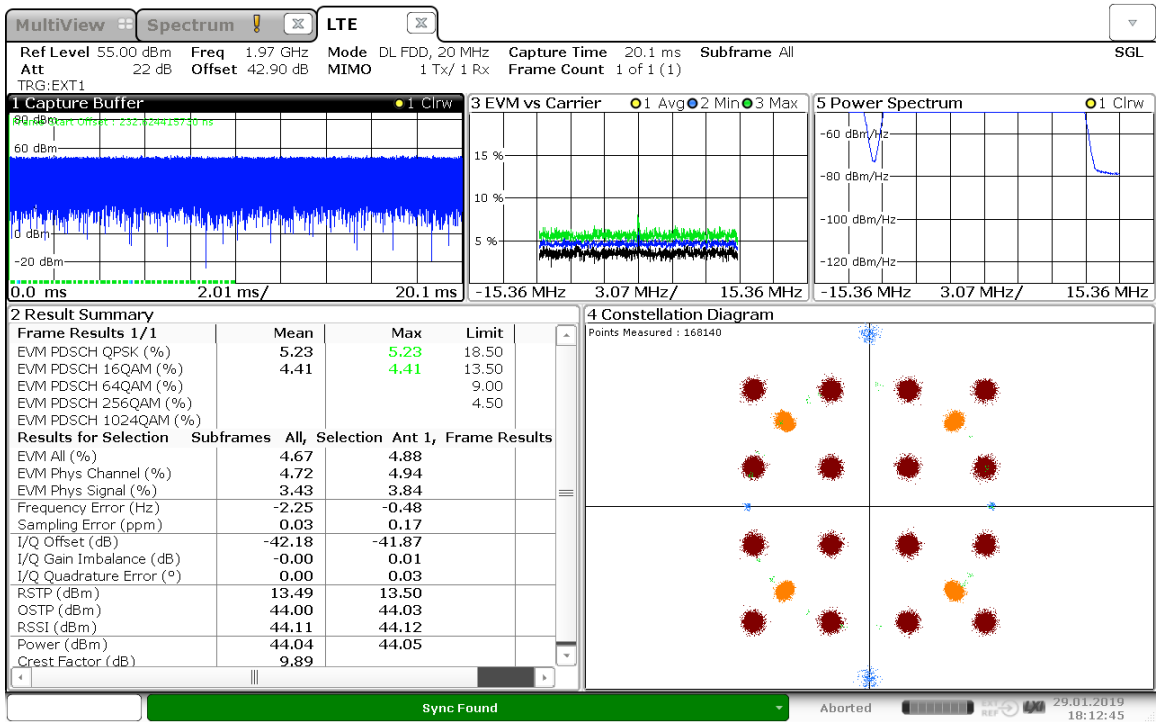 MultiView Spectrum LTE
Ref Level 55.00 dBm Freq 1.97 GHz Mode DL FDD, 20 MHz Capture Time 20.1 ms Subframe All SGL
Att 22 dB Offset 42.90 dB MIMO 1 Tx/ 1 Rx Frame Count 1 of 1 (1)
TRG:EXT1
1 Capture Buffer 1 Clrw
80 dBm
60 dBm
0 dBm
-20 dBm
0.0 ms 2.01 ms/ 20.1 ms
3 EVM vs Carrier 1 Avg 2 Min 3 Max
15 %
10 %
5 %
-15.36 MHz 3.07 MHz/ 15.36 MHz
5 Power Spectrum 1 Clrw
-60 dBm/Hz
-80 dBm/Hz
-100 dBm/Hz
-120 dBm/Hz
-15.36 MHz 3.07 MHz/ 15.36 MHz
2 Result Summary
Frame Results 1/1 Mean Max Limit
EVM PDSCH QPSK (%) 5.23 5.23 18.50
EVM PDSCH 16QAM (%) 4.41 4.41 13.50
EVM PDSCH 64QAM (%) 9.00
EVM PDSCH 256QAM (%) 4.50
EVM PDSCH 1024QAM (%)
Results for Selection Subframes All, Selection Ant 1, Frame Results
EVM All (%) 4.67 4.88
EVM Phys Channel (%) 4.72 4.94
EVM Phys Signal (%) 3.43 3.84
Frequency Error (Hz) -2.25 -0.48
Sampling Error (ppm) 0.03 0.17
I/Q Offset (dB) -42.18 -41.87
I/Q Gain Imbalance (dB) -0.00 0.01
I/Q Quadrature Error (°) 0.00 0.03
RSTP (dBm) 13.49 13.50
OSTP (dBm) 44.00 44.03
RSSI (dBm) 44.11 44.12
Power (dBm) 44.04 44.05
Crest Factor (dB) 9.89
4 Constellation Diagram
Points Measured : 168140
Sync Found
Aborted
EXT
REF
LXI
29.01.2019
18:12:45